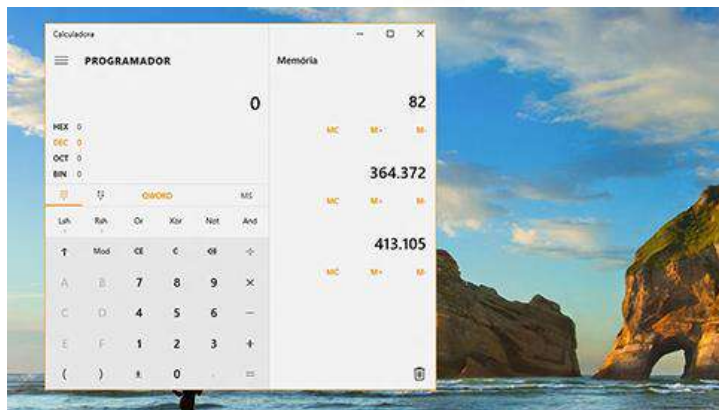 Calculadora
PROGRAMADOR
0
HEX 0
DEC 0
OCT 0
BIN 0
QWORD MS
Lsh Rsh Or Xor Not And
↑ Mod CE C ÷
A B 7 8 9 ×
C D 4 5 6 −
E F 1 2 3 +
( ) ± 0 . =
Memória
82
MC M+ M-
364.372
MC M+ M-
413.105
MC M+ M-